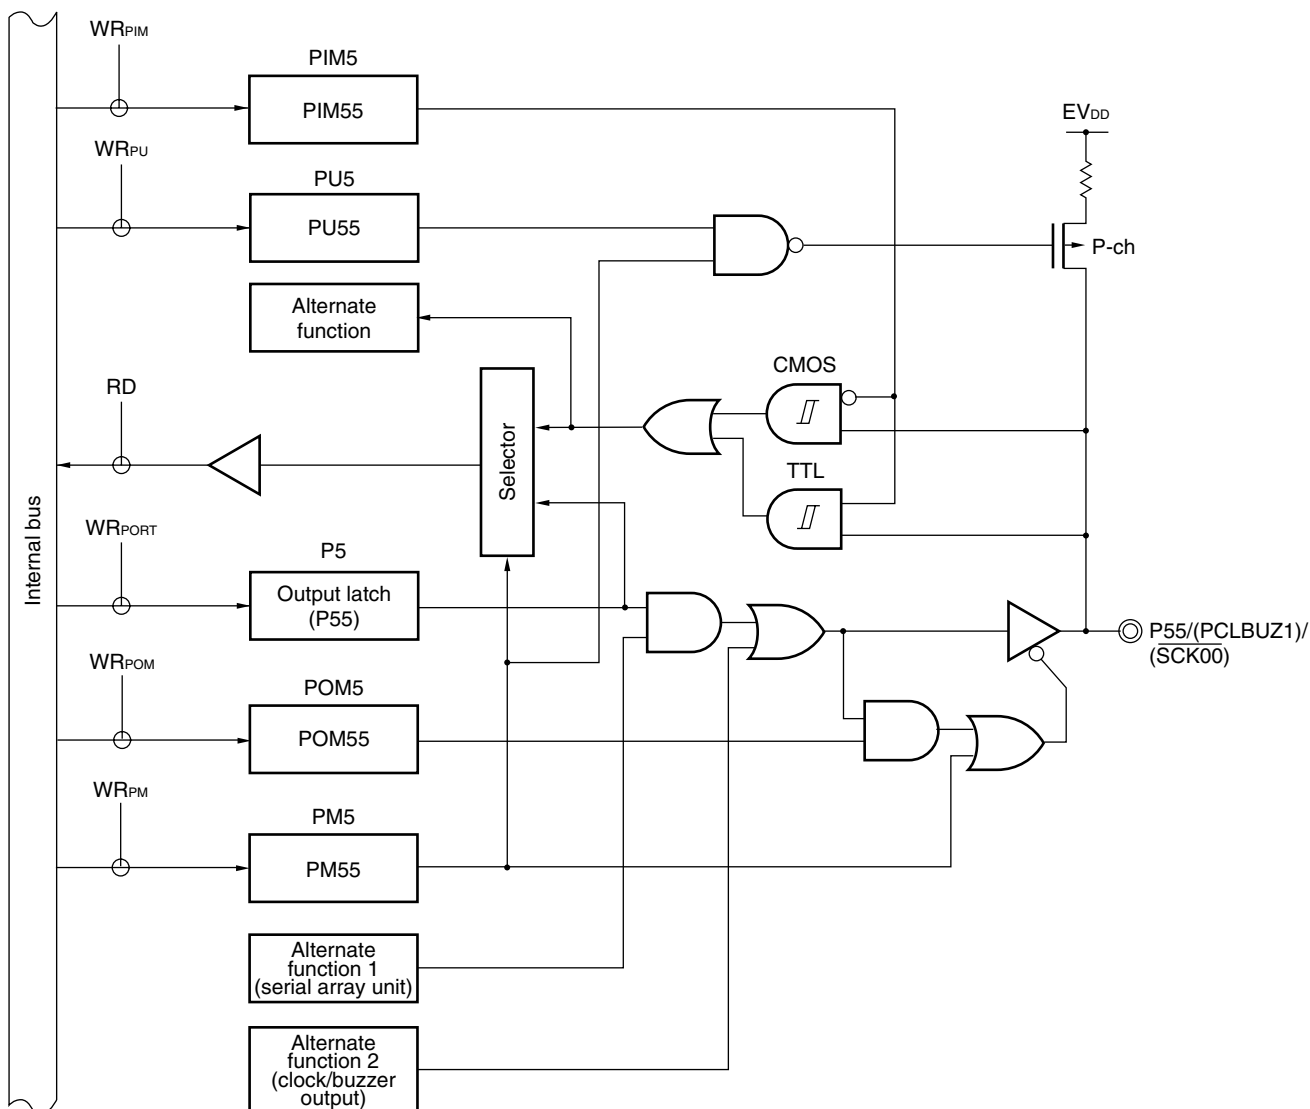 WRPIM
PIM5
PIM55
EVDD
WRPU
PU5
PU55
P-ch
Alternate
function
CMOS
RD
Selector
TTL
Internal bus
WRPORT
P5
Output latch
(P55)
P55/(PCLBUZ1)/
(SCK00)
WRPOM
POM5
POM55
WRPM
PM5
PM55
Alternate
function 1
(serial array unit)
Alternate
function 2
(clock/buzzer
output)